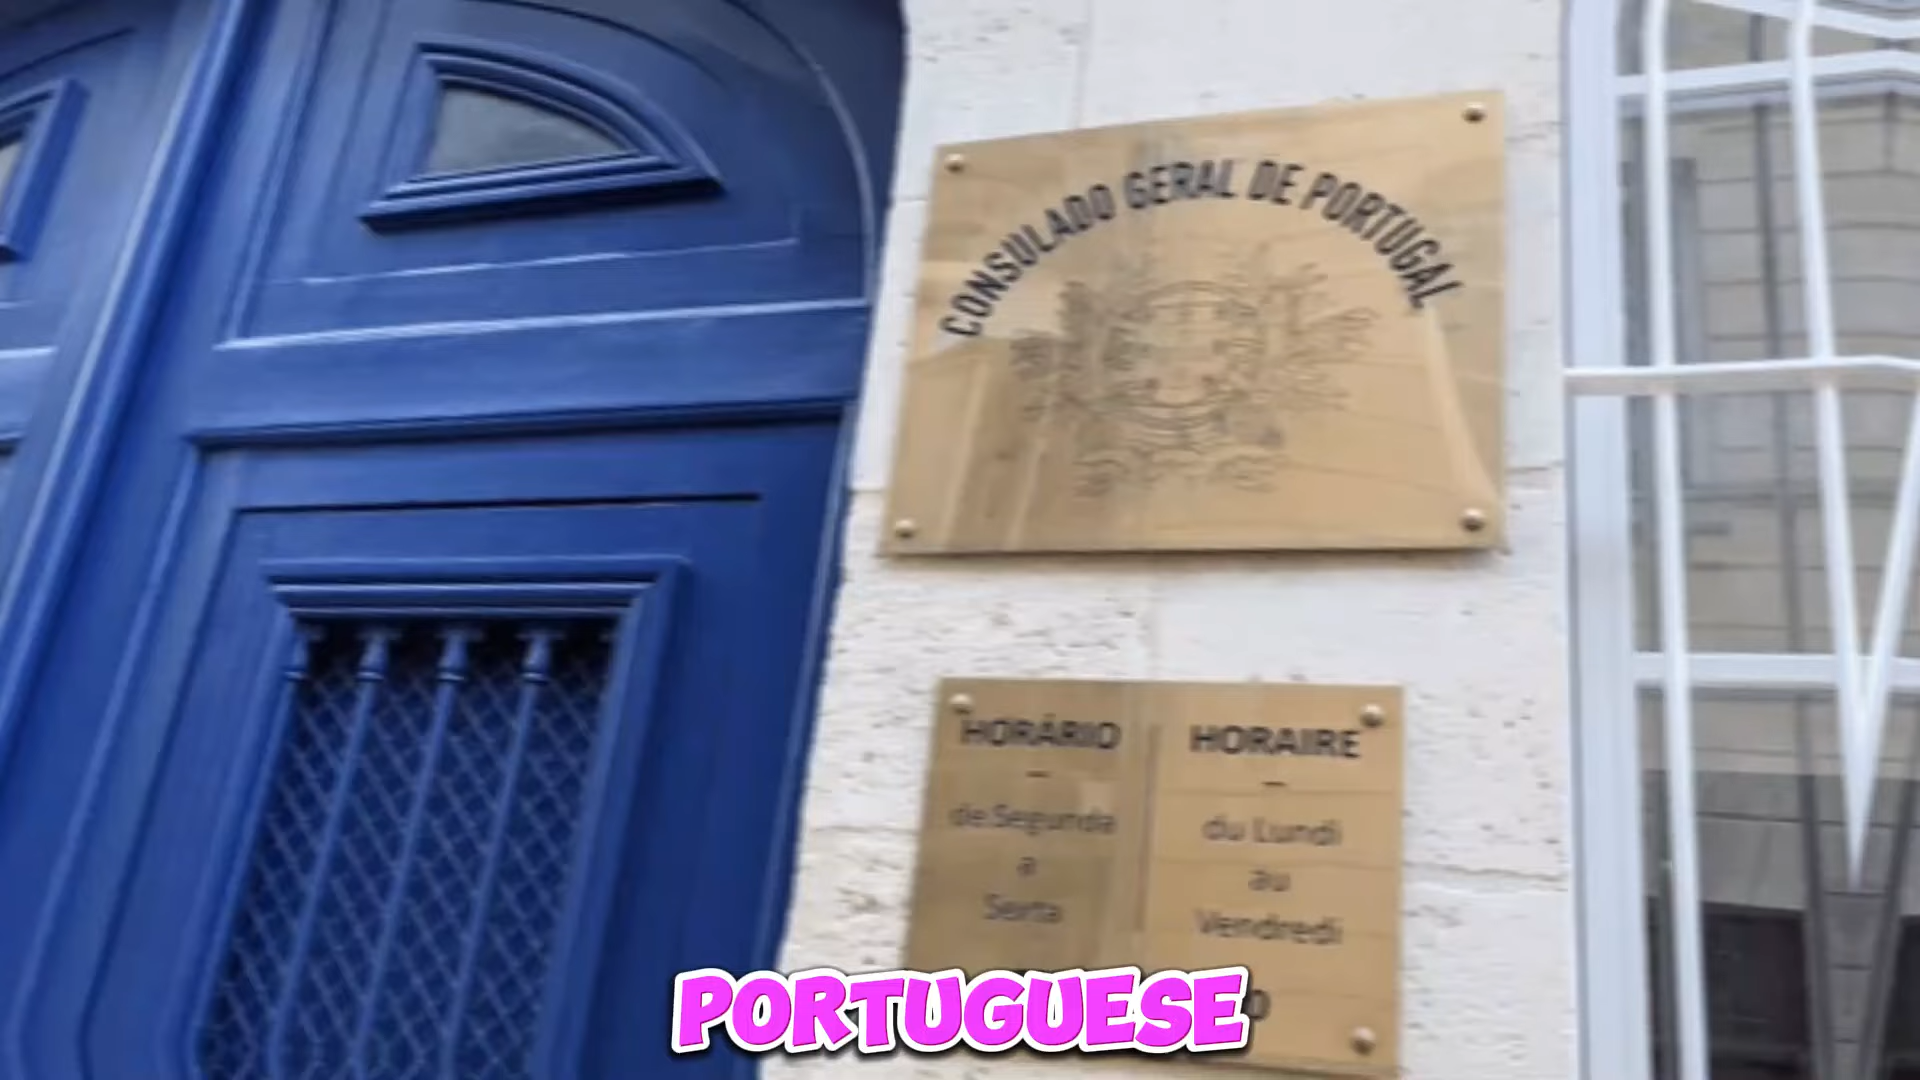 CONSULADO GERAL DE PORTUGAL
HORÁRIO
–
de Segunda
a
Sexta
HORAIRE
–
du Lundi
au
Vendredi
PORTUGUESE